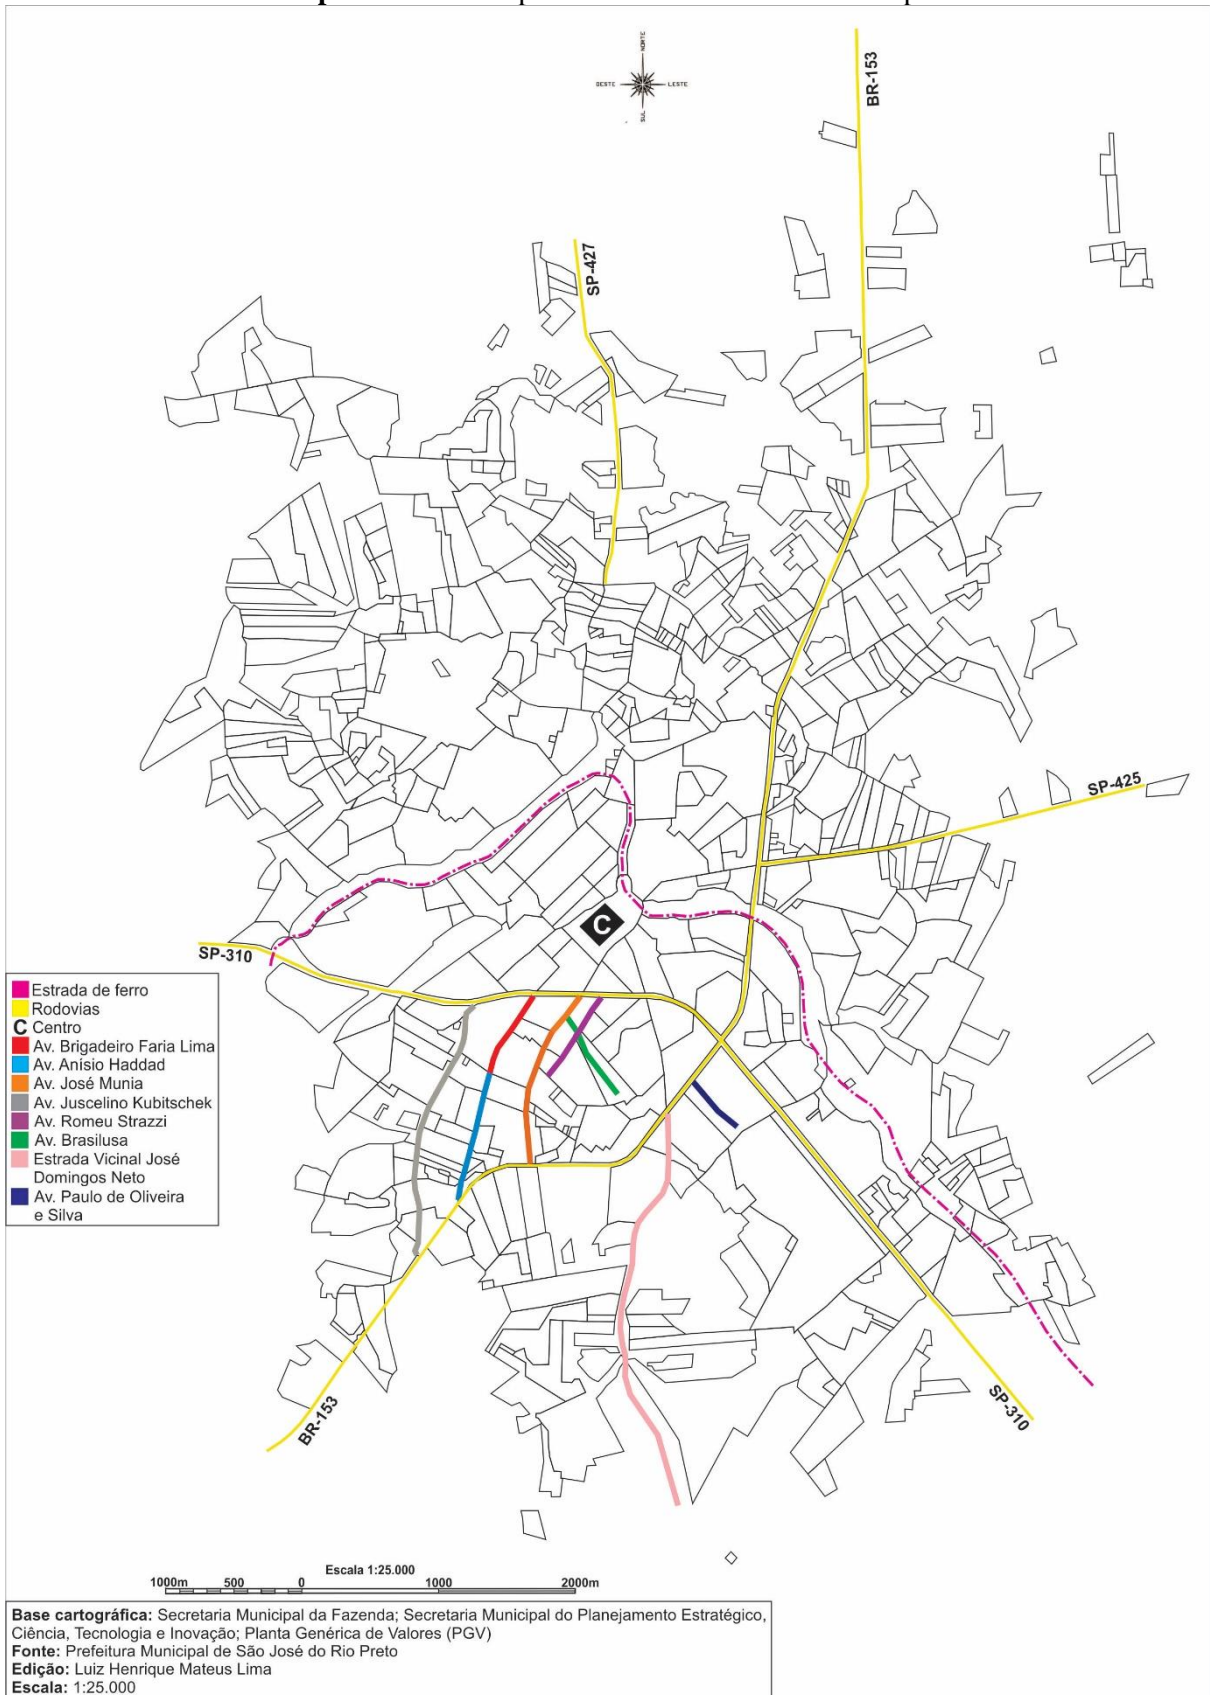 NORTE
OESTE
LESTE
SUL
BR-153
SP-427
SP-425
C
SP-310
Estrada de ferro
Rodovias
C Centro
Av. Brigadeiro Faria Lima
Av. Anísio Haddad
Av. José Munia
Av. Juscelino Kubitschek
Av. Romeu Strazzi
Av. Brasilusa
Estrada Vicinal José
Domingos Neto
Av. Paulo de Oliveira
e Silva
SP-310
BR-153
Escala 1:25.000
1000m 500 0 1000 2000m
Base cartográfica: Secretaria Municipal da Fazenda; Secretaria Municipal do Planejamento Estratégico,
Ciência, Tecnologia e Inovação; Planta Genérica de Valores (PGV)
Fonte: Prefeitura Municipal de São José do Rio Preto
Edição: Luiz Henrique Mateus Lima
Escala: 1:25.000